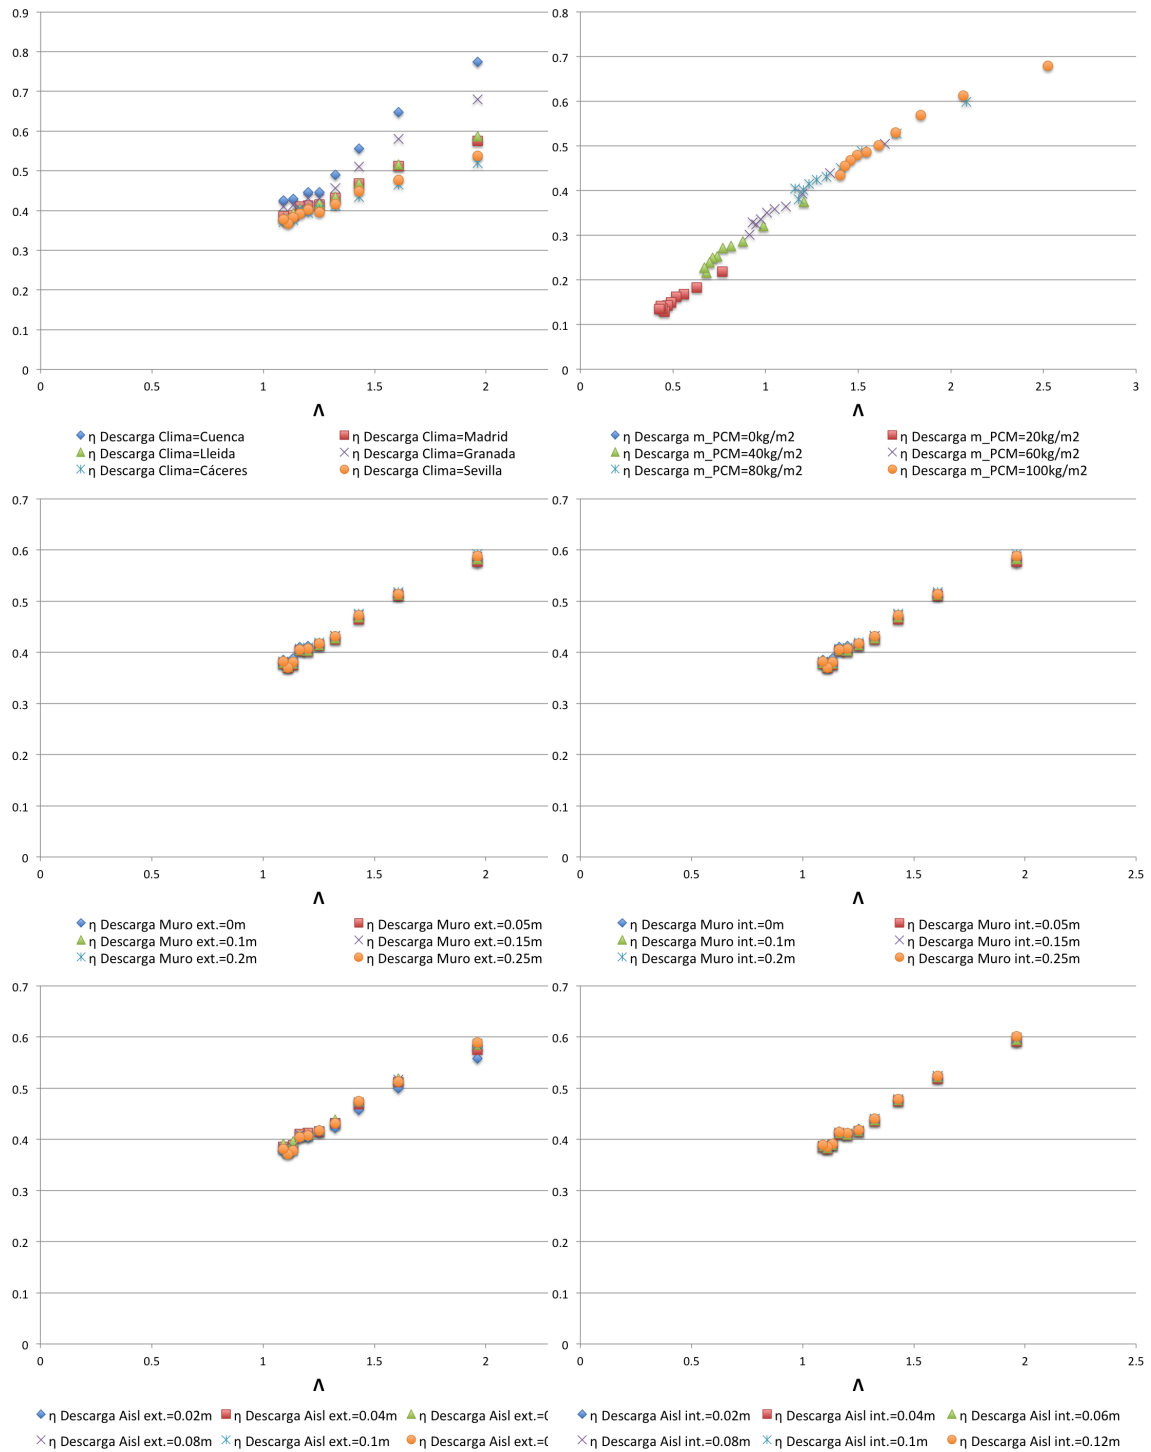 0.9
0.8
0.7
0.6
0.5
0.4
0.3
0.2
0.1
0
0 0.5 1 1.5 2
Λ
η Descarga Clima=Cuenca η Descarga Clima=Madrid
η Descarga Clima=Lleida η Descarga Clima=Granada
η Descarga Clima=Cáceres η Descarga Clima=Sevilla
0.8
0.7
0.6
0.5
0.4
0.3
0.2
0.1
0
0 0.5 1 1.5 2 2.5 3
Λ
η Descarga m_PCM=0kg/m2 η Descarga m_PCM=20kg/m2
η Descarga m_PCM=40kg/m2 η Descarga m_PCM=60kg/m2
η Descarga m_PCM=80kg/m2 η Descarga m_PCM=100kg/m2
0.7
0.6
0.5
0.4
0.3
0.2
0.1
0
0 0.5 1 1.5 2
Λ
η Descarga Muro ext.=0m η Descarga Muro ext.=0.05m
η Descarga Muro ext.=0.1m η Descarga Muro ext.=0.15m
η Descarga Muro ext.=0.2m η Descarga Muro ext.=0.25m
0.7
0.6
0.5
0.4
0.3
0.2
0.1
0
0 0.5 1 1.5 2 2.5
Λ
η Descarga Muro int.=0m η Descarga Muro int.=0.05m
η Descarga Muro int.=0.1m η Descarga Muro int.=0.15m
η Descarga Muro int.=0.2m η Descarga Muro int.=0.25m
0.7
0.6
0.5
0.4
0.3
0.2
0.1
0
0 0.5 1 1.5 2
Λ
η Descarga Aisl ext.=0.02m η Descarga Aisl ext.=0.04m η Descarga Aisl ext.=
η Descarga Aisl ext.=0.08m η Descarga Aisl ext.=0.1m η Descarga Aisl ext.=
0.7
0.6
0.5
0.4
0.3
0.2
0.1
0
0 0.5 1 1.5 2 2.5
Λ
η Descarga Aisl int.=0.02m η Descarga Aisl int.=0.04m η Descarga Aisl int.=0.06m
η Descarga Aisl int.=0.08m η Descarga Aisl int.=0.1m η Descarga Aisl int.=0.12m